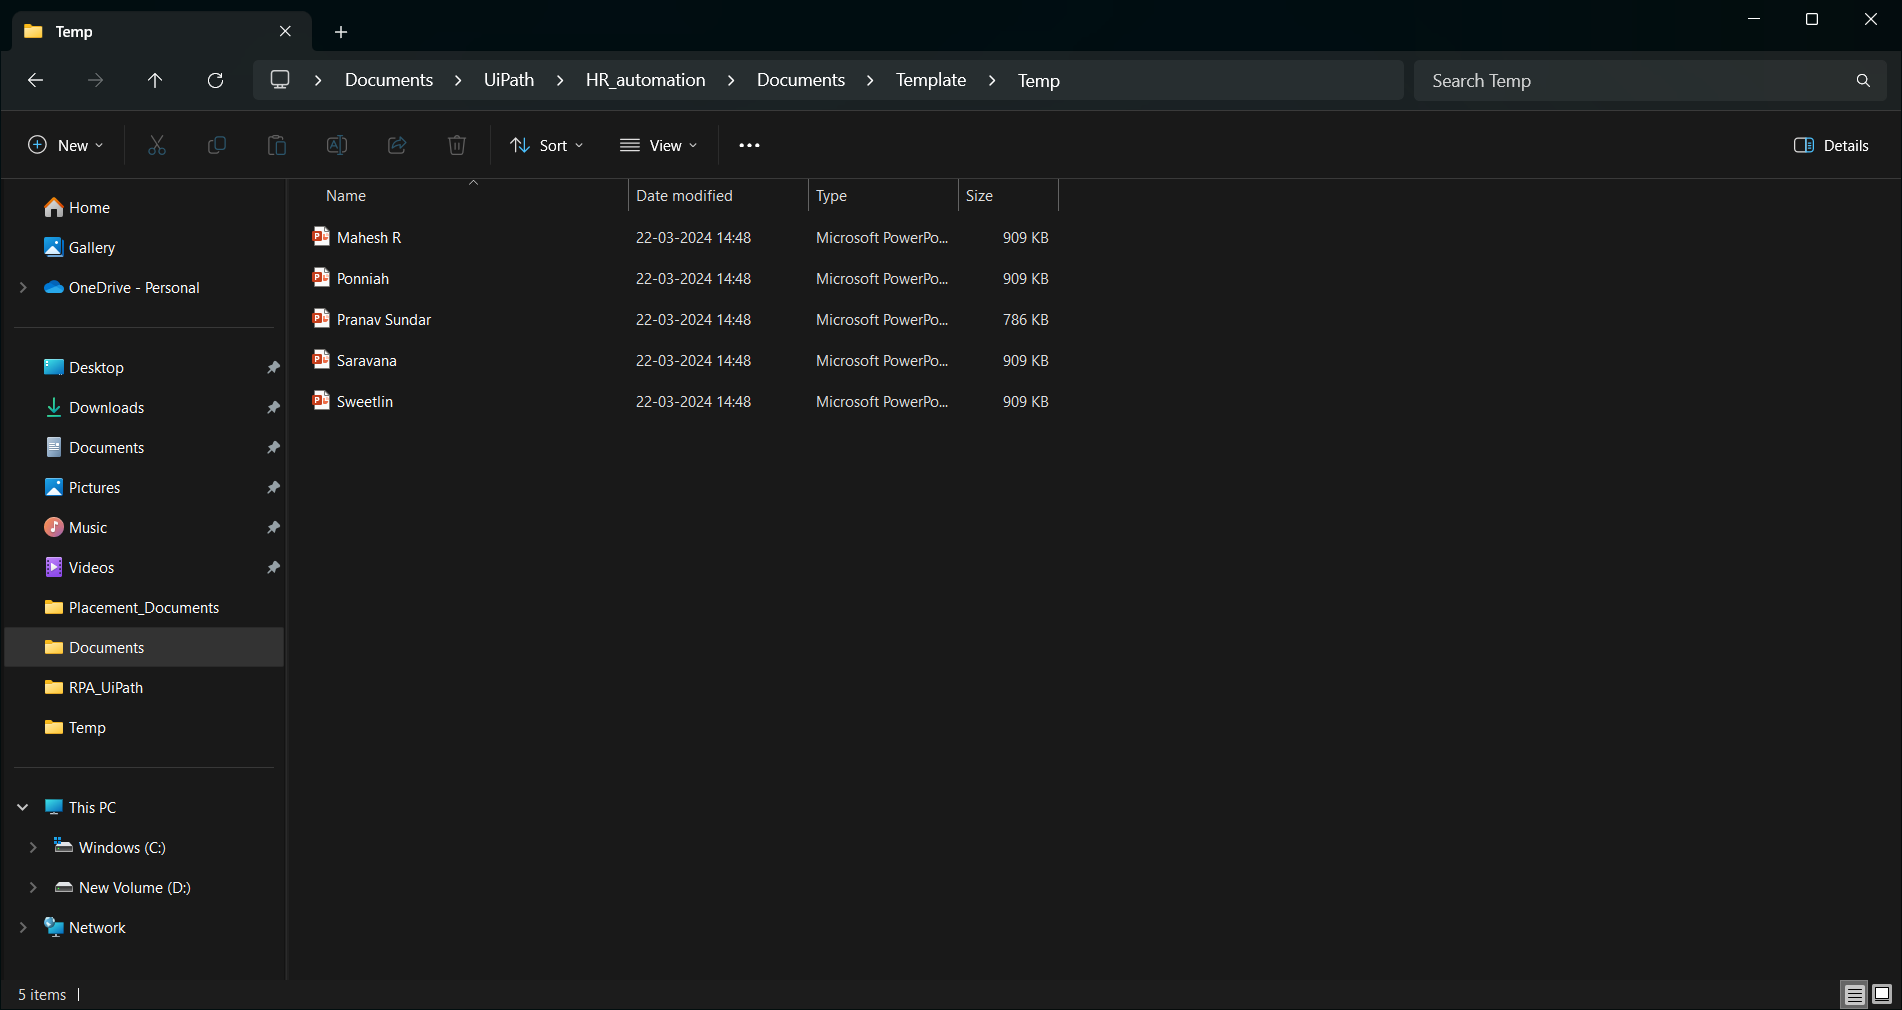 Temp
Documents UiPath HR_automation Documents Template Temp
Search Temp
New
Sort
View
Details
Home
Gallery
OneDrive - Personal
Desktop
Downloads
Documents
Pictures
Music
Videos
Placement_Documents
Documents
RPA_UiPath
Temp
This PC
Windows (C:)
New Volume (D:)
Network
Name Date modified Type Size
Mahesh R 22-03-2024 14:48 Microsoft PowerPo... 909 KB
Ponniah 22-03-2024 14:48 Microsoft PowerPo... 909 KB
Pranav Sundar 22-03-2024 14:48 Microsoft PowerPo... 786 KB
Saravana 22-03-2024 14:48 Microsoft PowerPo... 909 KB
Sweetlin 22-03-2024 14:48 Microsoft PowerPo... 909 KB
5 items